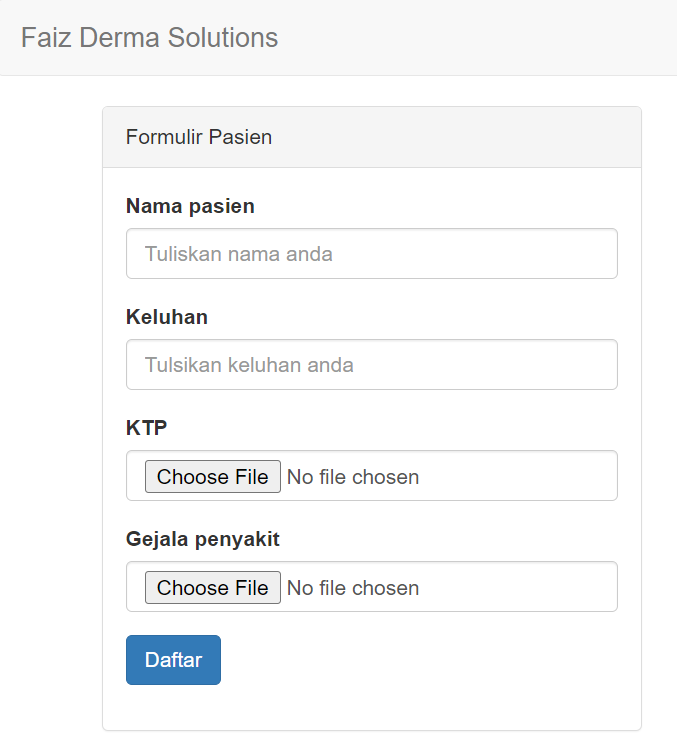 Faiz Derma Solutions
Formulir Pasien
Nama pasien
Tuliskan nama anda
Keluhan
Tulsikan keluhan anda
KTP
Choose File No file chosen
Gejala penyakit
Choose File No file chosen
Daftar